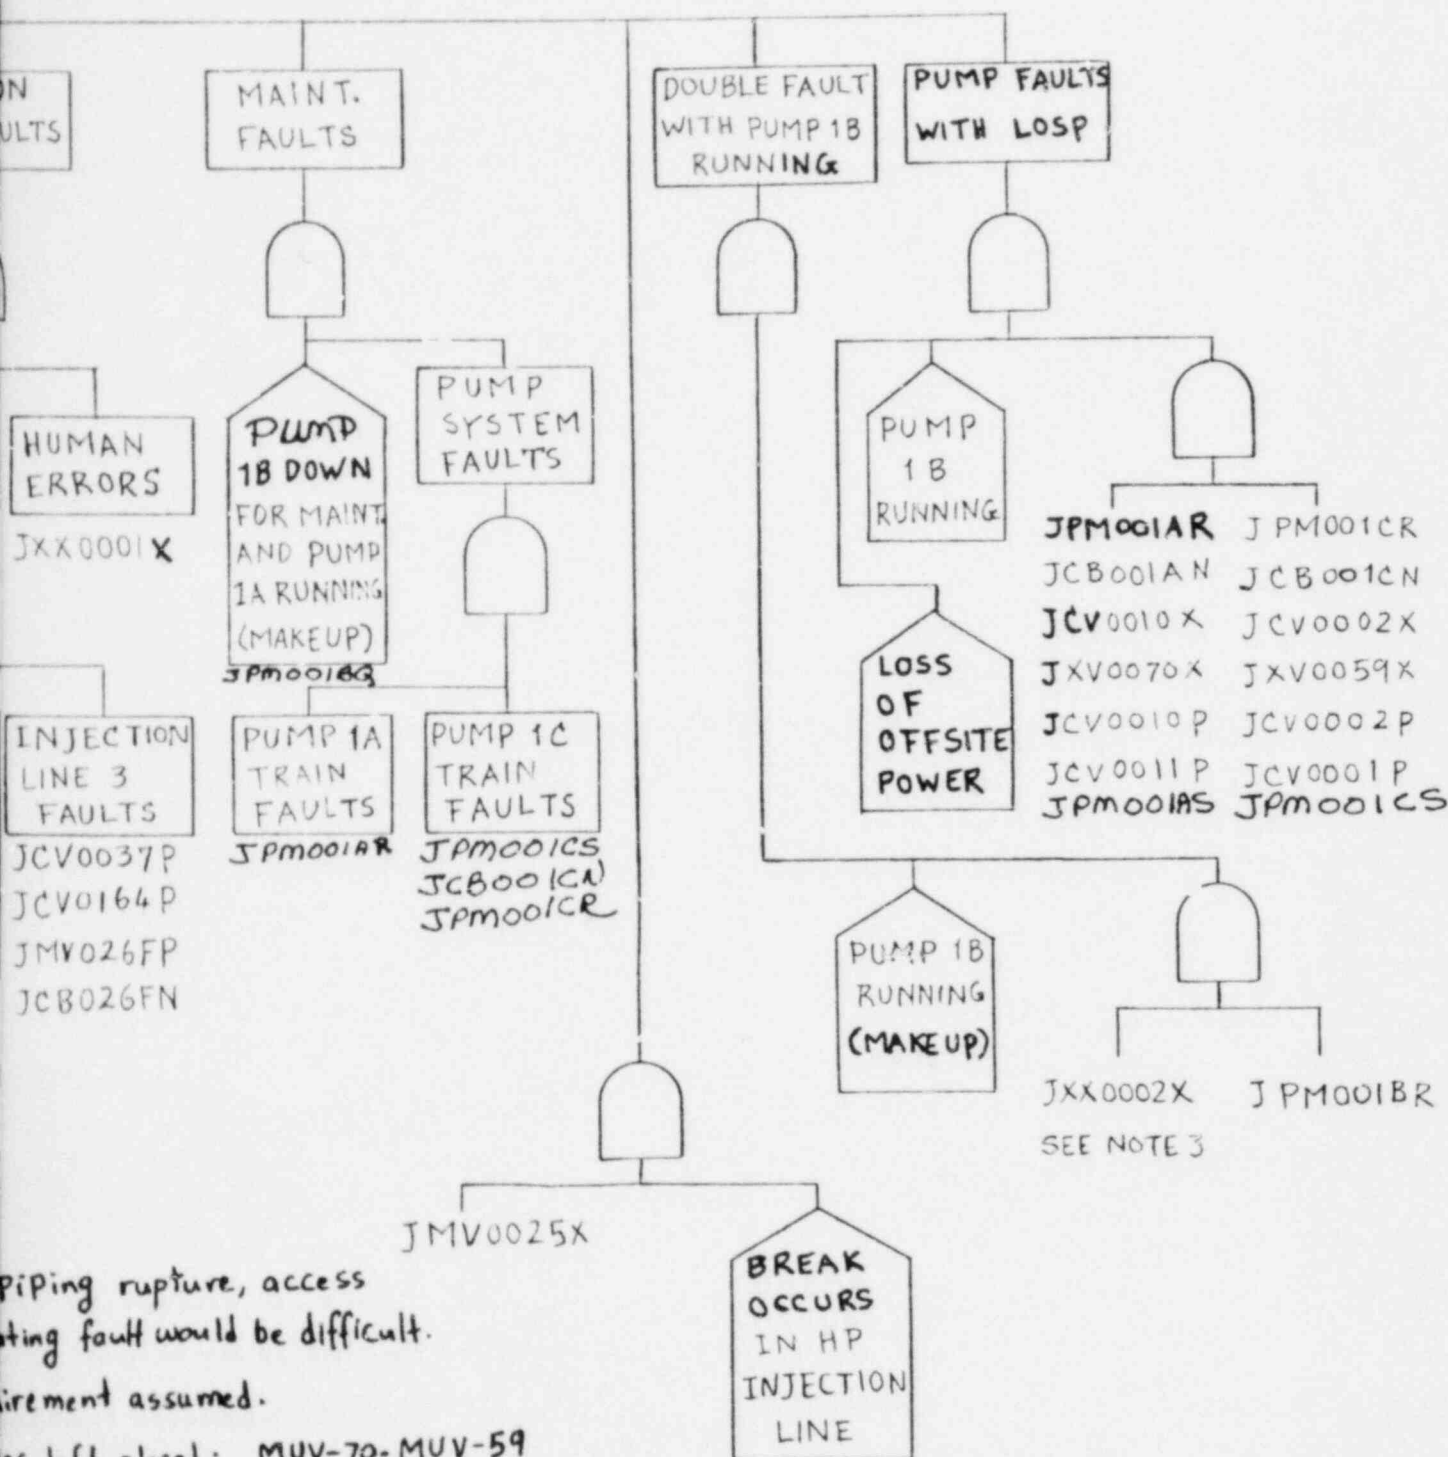 MAINT.
FAULTS
DOUBLE FAULT
WITH PUMP 1B
RUNNING
PUMP FAULTS
WITH LOSP
HUMAN
ERRORS
JXX0001X
PUMP
1B DOWN
FOR MAINT.
AND PUMP
1A RUNNING
(MAKEUP)
JPM001BQ
PUMP
SYSTEM
FAULTS
PUMP
1B
RUNNING
LOSS
OF
OFFSITE
POWER
JPM001AR JPM001CR
JCB001AN JCB001CN
JCV0010X JCV0002X
JXV0070X JXV0059X
JCV0010P JCV0002P
JCV0011P JCV0001P
JPM001AS JPM001CS
INJECTION
LINE 3
FAULTS
JCV0037P
JCV0164P
JMV026FP
JCB026FN
PUMP 1A
TRAIN
FAULTS
JPM001AR
PUMP 1C
TRAIN
FAULTS
JPM001CS
JCB001CN
JPM001CR
PUMP 1B
RUNNING
(MAKEUP)
JXX0002X JPM001BR
SEE NOTE 3
JMV0025X
BREAK
OCCURS
IN HP
INJECTION
LINE
piping rupture, access
fault would be difficult.
assumed.
MUV-70, MUV-59